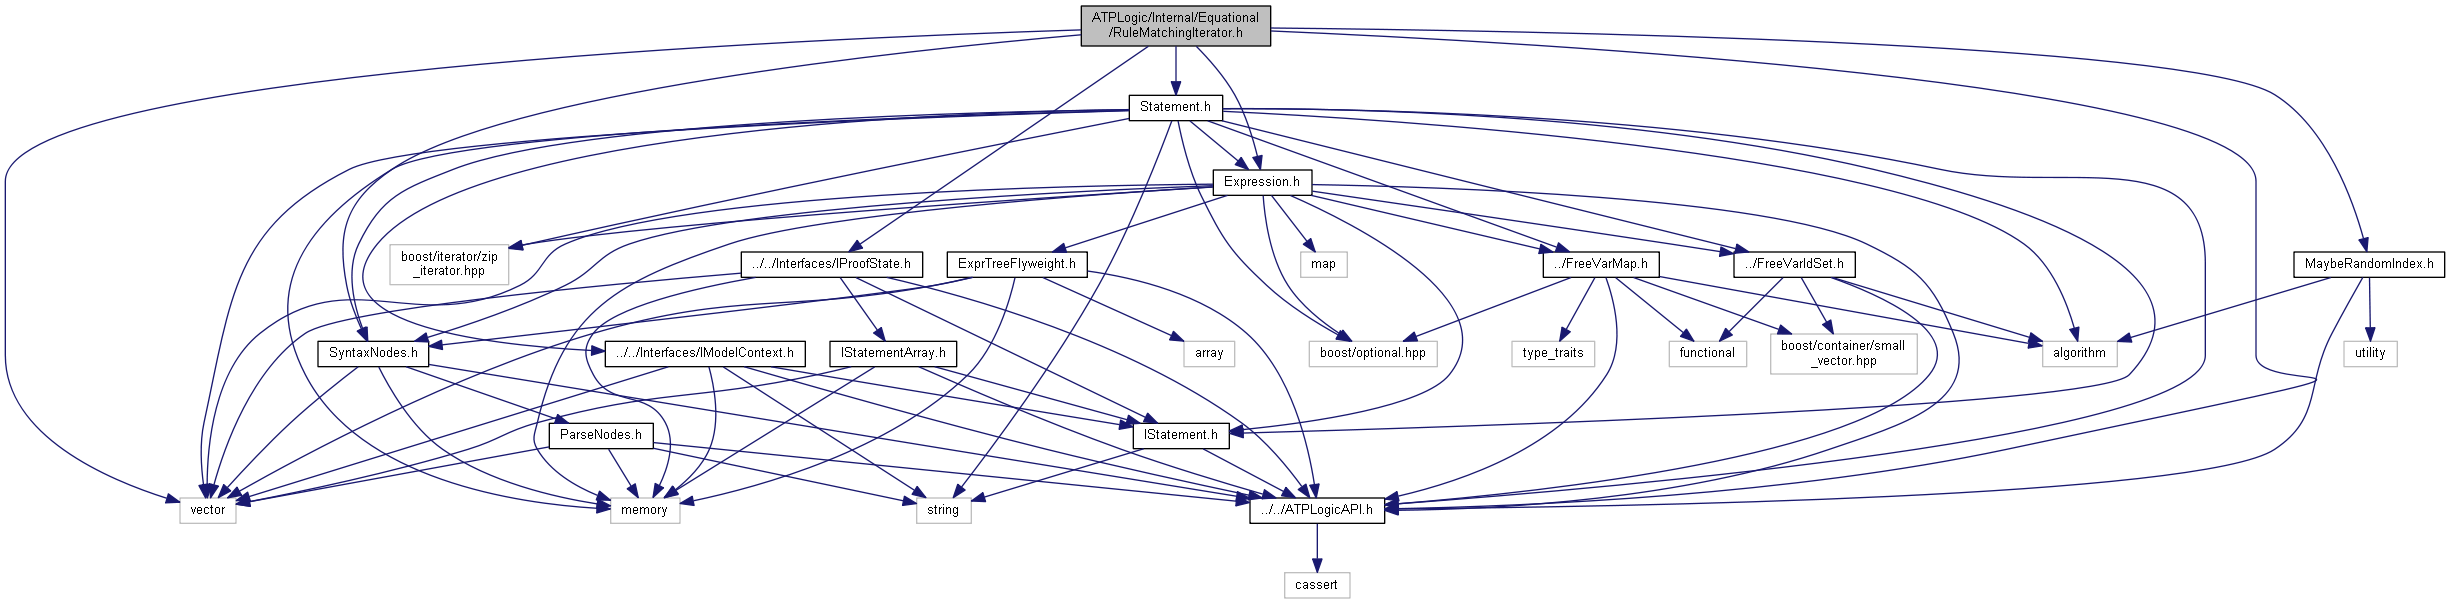 ATPLogic/Internal/Equational
/RuleMatchingIterator.h
Statement.h
Expression.h
boost/iterator/zip
_iterator.hpp
../../Interfaces/IProofState.h
ExprTreeFlyweight.h
map
../FreeVarMap.h
../FreeVarIdSet.h
MaybeRandomIndex.h
SyntaxNodes.h
../../Interfaces/IModelContext.h
IStatementArray.h
array
boost/optional.hpp
type_traits
functional
boost/container/small
_vector.hpp
algorithm
utility
ParseNodes.h
IStatement.h
vector
memory
string
../../ATPLogicAPI.h
cassert